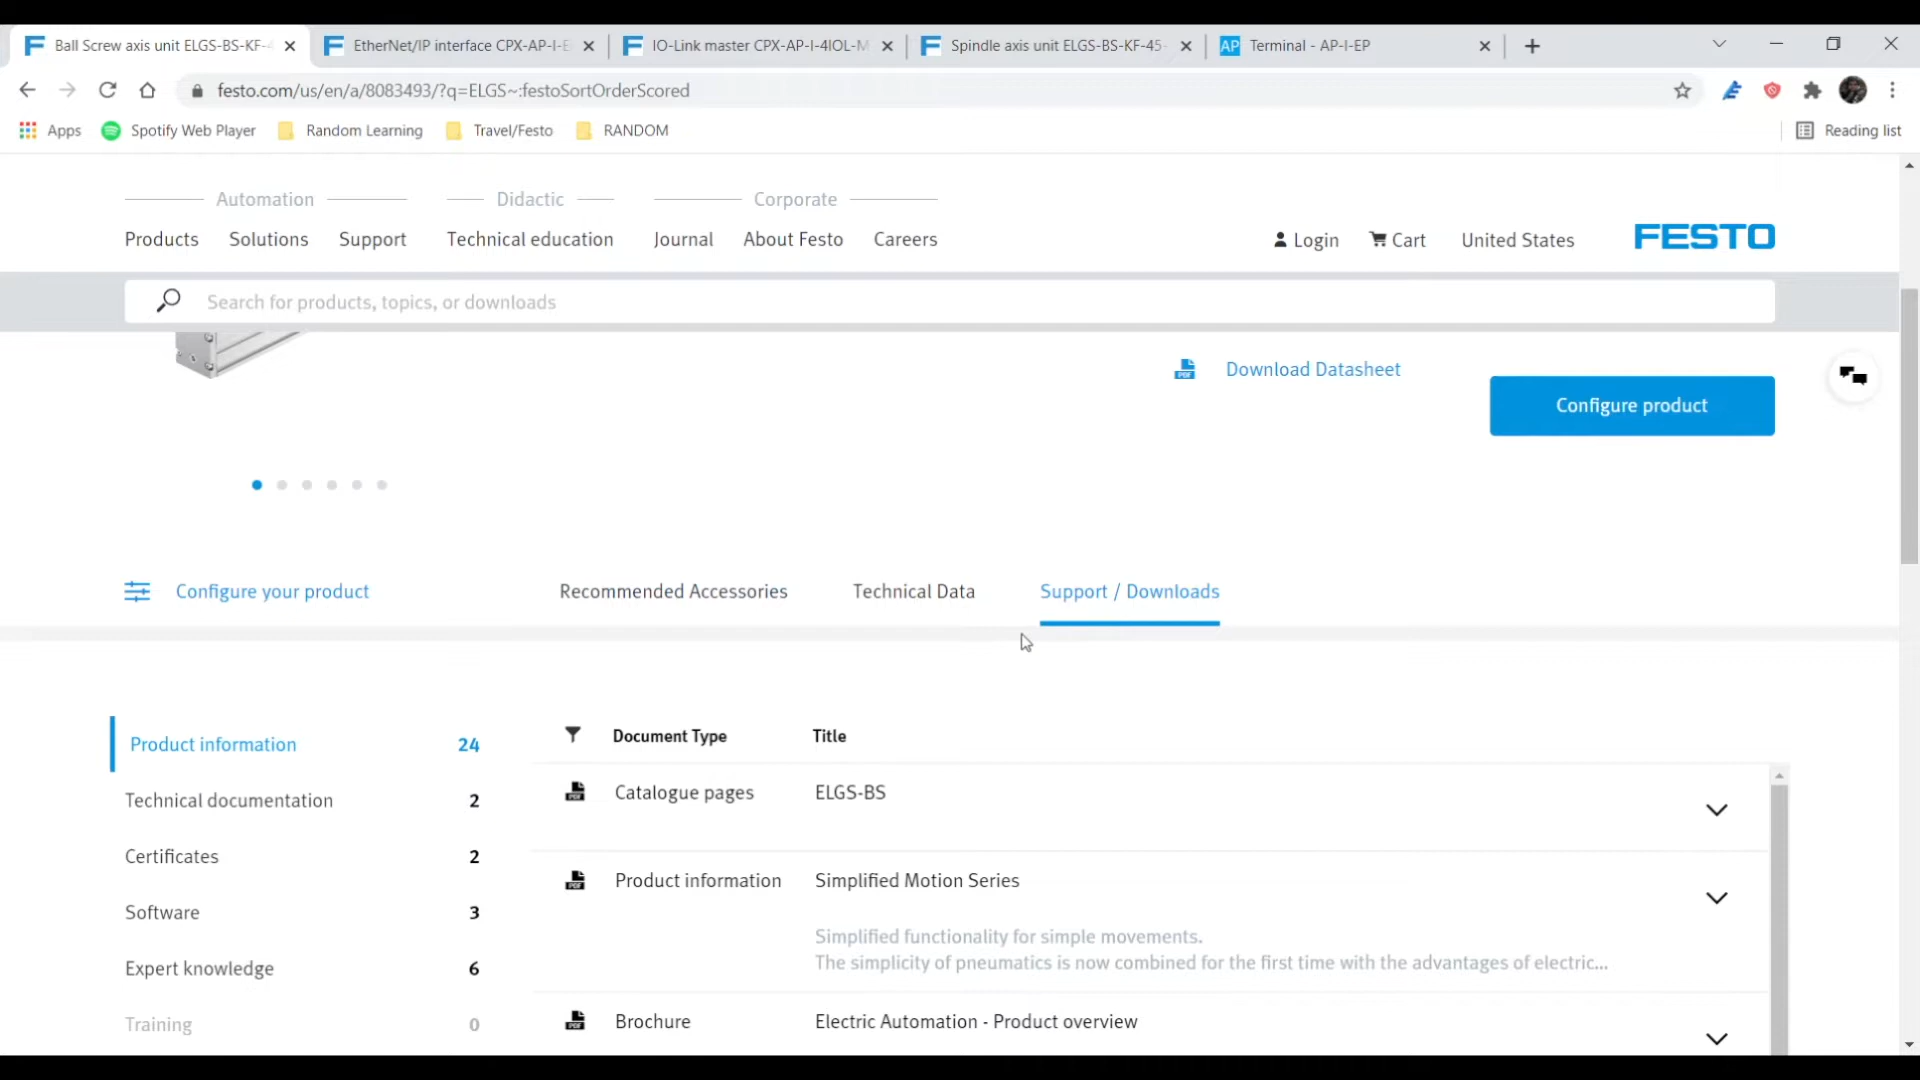 Ball Screw axis unit ELGS-BS-KF-4
EtherNet/IP interface CPX-AP-I-E
IO-Link master CPX-AP-I-4IOL-M
Spindle axis unit ELGS-BS-KF-45-
AP Terminal - AP-I-EP
festo.com/us/en/a/8083493/?q=ELGS~:festoSortOrderScored
Apps
Spotify Web Player
Random Learning
Travel/Festo
RANDOM
Reading list
Automation
Didactic
Corporate
Products
Solutions
Support
Technical education
Journal
About Festo
Careers
Login
Cart
United States
FESTO
Search for products, topics, or downloads
PDF
Download Datasheet
Configure product
Configure your product
Recommended Accessories
Technical Data
Support / Downloads
Product information 24
Technical documentation 2
Certificates 2
Software 3
Expert knowledge 6
Training 0
Document Type Title
PDF Catalogue pages ELGS-BS
PDF Product information Simplified Motion Series
Simplified functionality for simple movements.
The simplicity of pneumatics is now combined for the first time with the advantages of electric...
PDF Brochure Electric Automation - Product overview